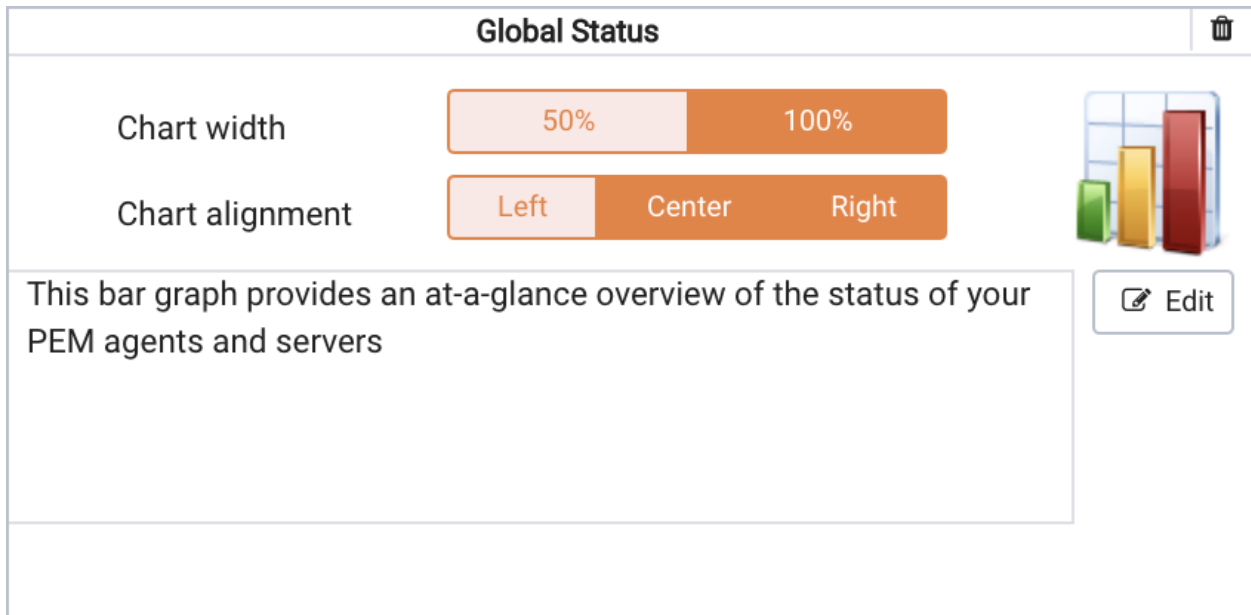 Global Status
Chart width
50%
100%
Chart alignment
Left
Center
Right
This bar graph provides an at-a-glance overview of the status of your
PEM agents and servers
Edit